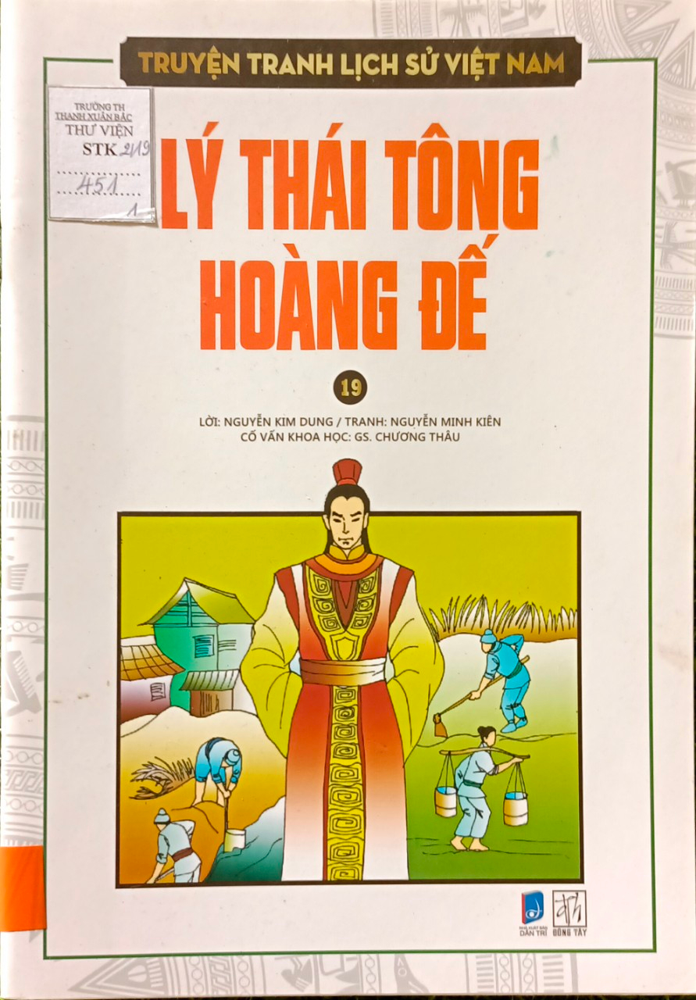 TRUYỆN TRANH LỊCH SỬ VIỆT NAM
TRƯỜNG TH
THANH XUÂN BẮC
THƯ VIỆN
STK 2119
451
1
LÝ THÁI TÔNG
HOÀNG ĐẾ
19
LỜI: NGUYỄN KIM DUNG / TRANH: NGUYỄN MINH KIÊN
CỐ VẤN KHOA HỌC: GS. CHƯƠNG THÂU
NHÀ XUẤT BẢN
DÂN TRÍ
ĐÔNG TÂY